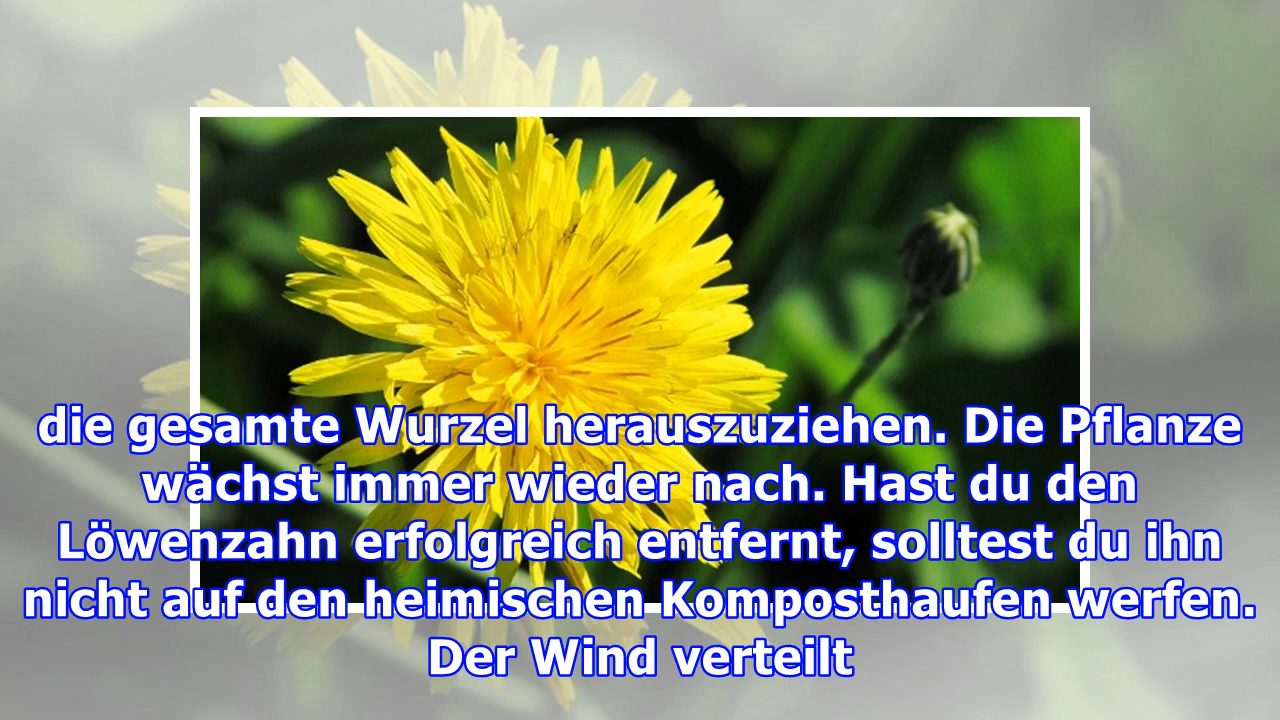 die gesamte Wurzel herauszuziehen. Die Pflanze
wächst immer wieder nach. Hast du den
Löwenzahn erfolgreich entfernt, solltest du ihn
nicht auf den heimischen Komposthaufen werfen.
Der Wind verteilt